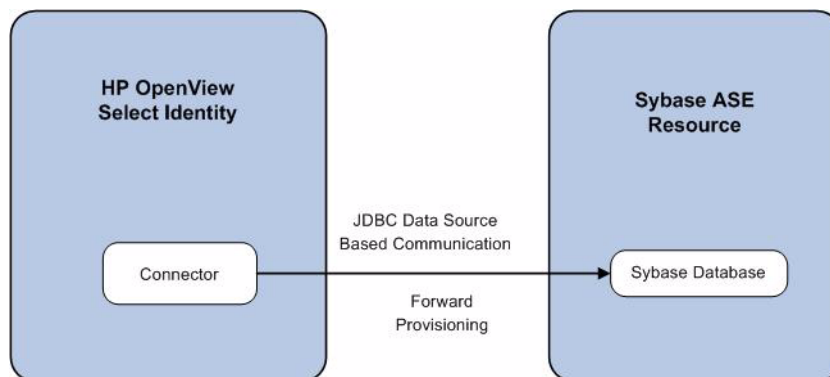 HP OpenView
Select Identity
Sybase ASE
Resource
JDBC Data Source
Based Communication
Connector
Sybase Database
Forward
Provisioning